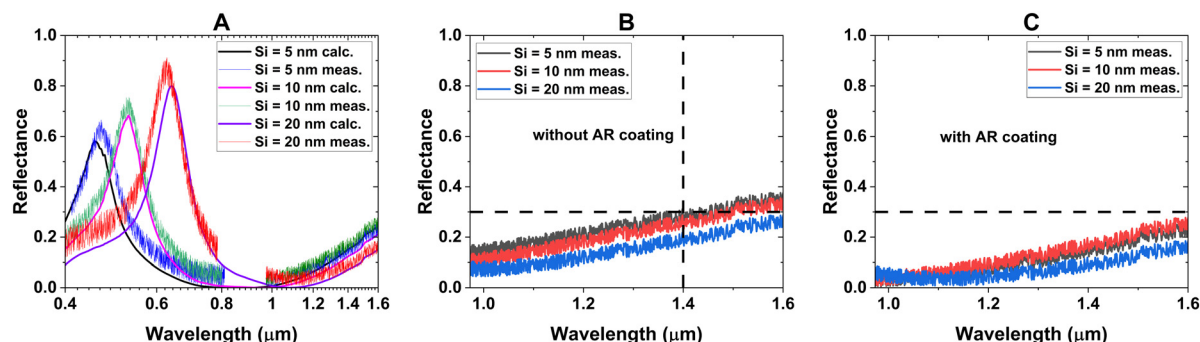 A
Si = 5 nm calc.
Si = 5 nm meas.
Si = 10 nm calc.
Si = 10 nm meas.
Si = 20 nm calc.
Si = 20 nm meas.
Reflectance
1.0
0.8
0.6
0.4
0.2
0.0
0.4 0.6 0.8 1 1.2 1.4 1.6
Wavelength (μm)
B
Si = 5 nm meas.
Si = 10 nm meas.
Si = 20 nm meas.
without AR coating
Reflectance
1.0
0.8
0.6
0.4
0.2
0.0
1.0 1.2 1.4 1.6
Wavelength (μm)
C
Si = 5 nm meas.
Si = 10 nm meas.
Si = 20 nm meas.
with AR coating
Reflectance
1.0
0.8
0.6
0.4
0.2
0.0
1.0 1.2 1.4 1.6
Wavelength (μm)